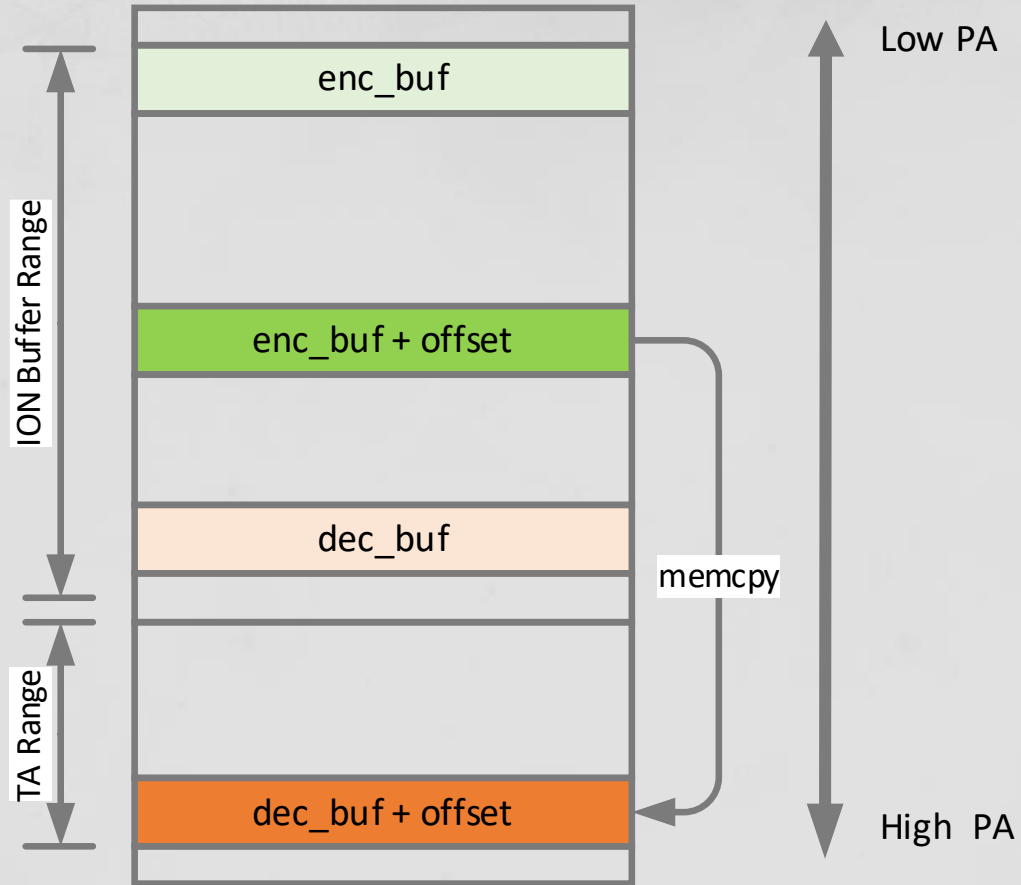 Low PA
enc_buf
ION Buffer Range
enc_buf + offset
dec_buf
memcpy
TA Range
dec_buf + offset
High PA